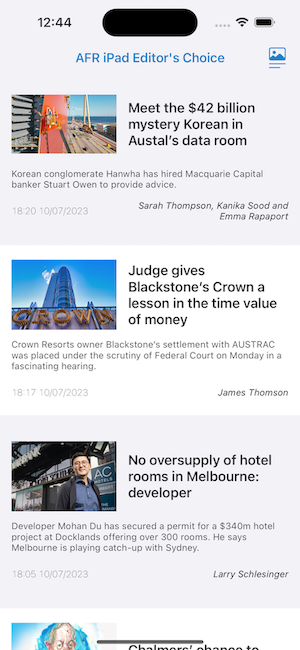 12:44
AFR iPad Editor's Choice
Meet the $42 billion
mystery Korean in
Austal's data room
Korean conglomerate Hanwha has hired Macquarie Capital
banker Stuart Owen to provide advice.
18:20 10/07/2023
Sarah Thompson, Kanika Sood and
Emma Rapaport
CROWN
Judge gives
Blackstone's Crown a
lesson in the time value
of money
Crown Resorts owner Blackstone's settlement with AUSTRAC
was placed under the scrutiny of Federal Court on Monday in a
fascinating hearing.
18:17 10/07/2023
James Thomson
AC
HOTELS
No oversupply of hotel
rooms in Melbourne:
developer
Developer Mohan Du has secured a permit for a $340m hotel
project at Docklands offering over 300 rooms. He says
Melbourne is playing catch-up with Sydney.
18:05 10/07/2023
Larry Schlesinger
Chalmers' chance to